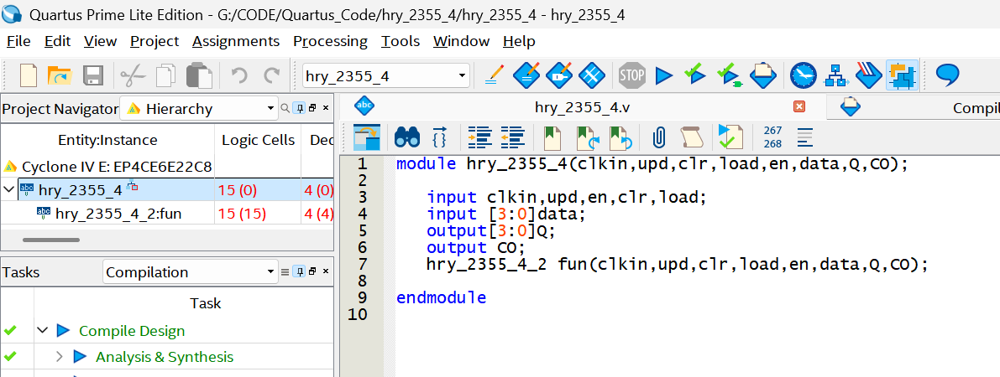 Quartus Prime Lite Edition - G:/CODE/Quartus_Code/hry_2355_4/hry_2355_4 - hry_2355_4
File Edit View Project Assignments Processing Tools Window Help
hry_2355_4
STOP
Project Navigator Hierarchy
Entity:Instance Logic Cells Dec
Cyclone IV E: EP4CE6E22C8
abc hry_2355_4 15 (0) 4 (0)
abc hry_2355_4_2:fun 15 (15) 4 (4)
Tasks Compilation
Task
Compile Design
Analysis & Synthesis
abc hry_2355_4.v Compil
267
268
1 module hry_2355_4(clkin,upd,clr,load,en,data,Q,CO);
2
3 input clkin,upd,en,clr,load;
4 input [3:0]data;
5 output[3:0]Q;
6 output CO;
7 hry_2355_4_2 fun(clkin,upd,clr,load,en,data,Q,CO);
8
9 endmodule
10